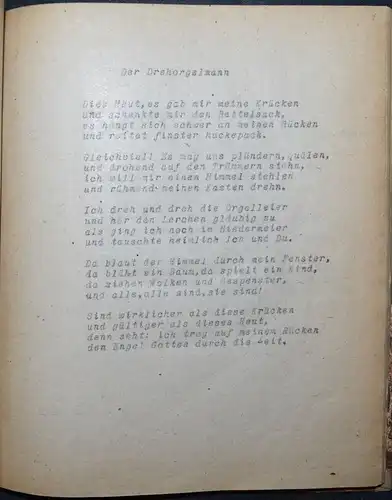 Der Drehorgelmann
Dies Heut, es gab mir meine Krücken
und schenkte mir den Bettelsack,
es hängt sich schwer an meinen Rücken
und reitet finster huckepack.
Gleichviel! Es mag uns plündern, quälen,
und drohend auf den Trümmern stehn,
ich will mir einen Himmel stehlen
und rühmend meinen Kasten drehn.
Ich dreh und dreh die Orgelleier
und hör den Lerchen gläubig zu
als ging ich noch im Biedermeier
und tauschte heimlich Ich und Du.
Da blaut der Himmel durch mein Fenster,
da blüht ein Baum, da spielt ein Kind,
da ziehen Wolken und Gespenster,
und alle, alle sind, sie sind!
Sind wirklicher als diese Krücken
und gültiger als dieses Heut,
denn seht: ich trag auf meinem Rücken
den Engel Gottes durch die Zeit.